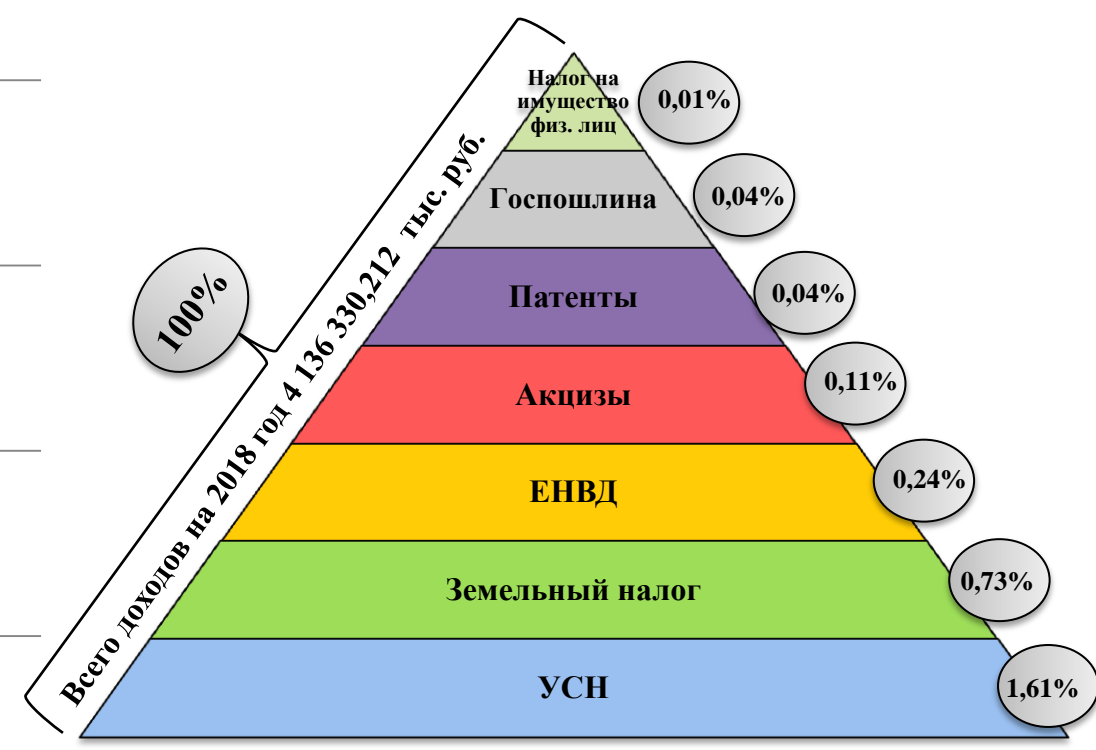 Налог на
имущество
физ. лиц
0,01%
Госпошлина
0,04%
Патенты
0,04%
Акцизы
0,11%
ЕНВД
0,24%
Земельный налог
0,73%
УСН
1,61%
100%
Всего доходов на 2018 год 4 136 330,212 тыс. руб.